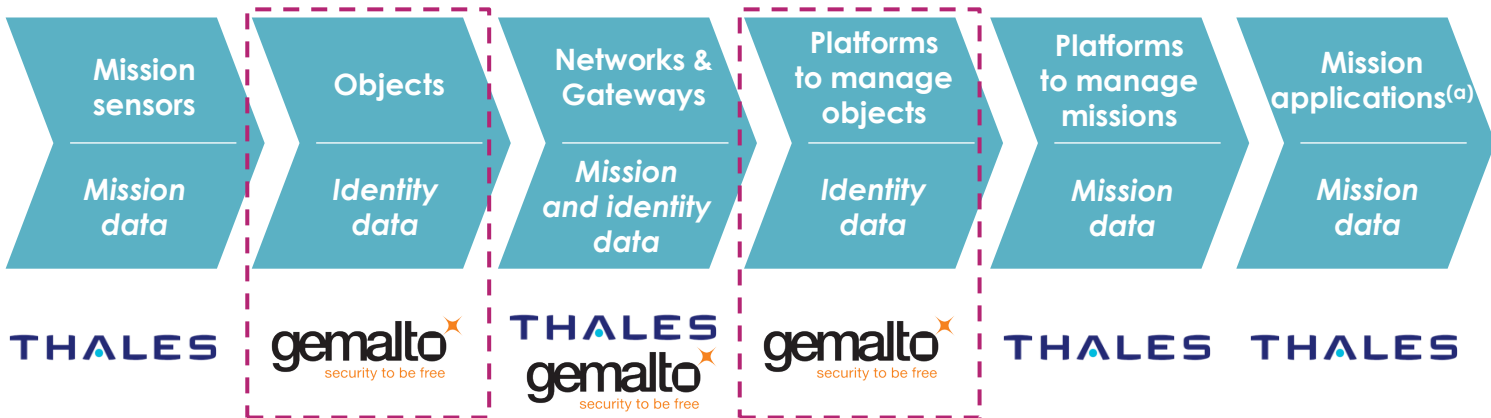 Mission
sensors
Mission
data
Objects
Identity
data
Networks &
Gateways
Mission
and identity
data
Platforms
to manage
objects
Identity
data
Platforms
to manage
missions
Mission
data
Mission
applications(a)
Mission
data
THALES
gemalto
security to be free
THALES
gemalto
security to be free
gemalto
security to be free
THALES
THALES